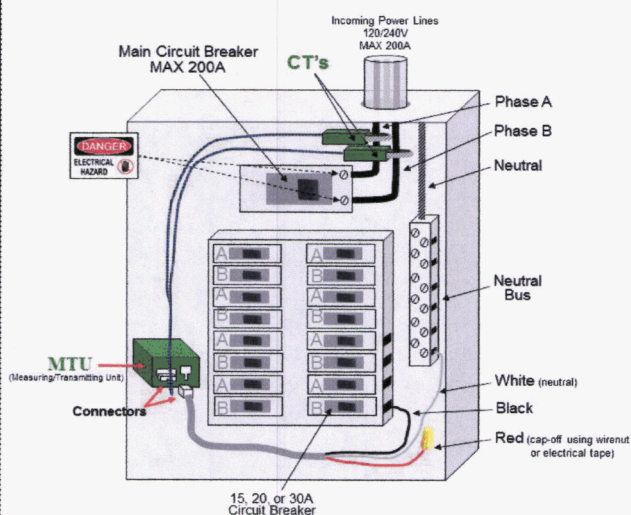 Incoming Power Lines
120/240V
MAX 200A
Main Circuit Breaker
MAX 200A
CT's
Phase A
Phase B
DANGER
ELECTRICAL
HAZARD
Neutral
A A
B B
A A
B B
A A
B B
A A
B B
Neutral
Bus
MTU
(Measuring/Transmitting Unit)
Connectors
White (neutral)
Black
Red (cap-off using wirenut
or electrical tape)
15, 20, or 30A
Circuit Breaker